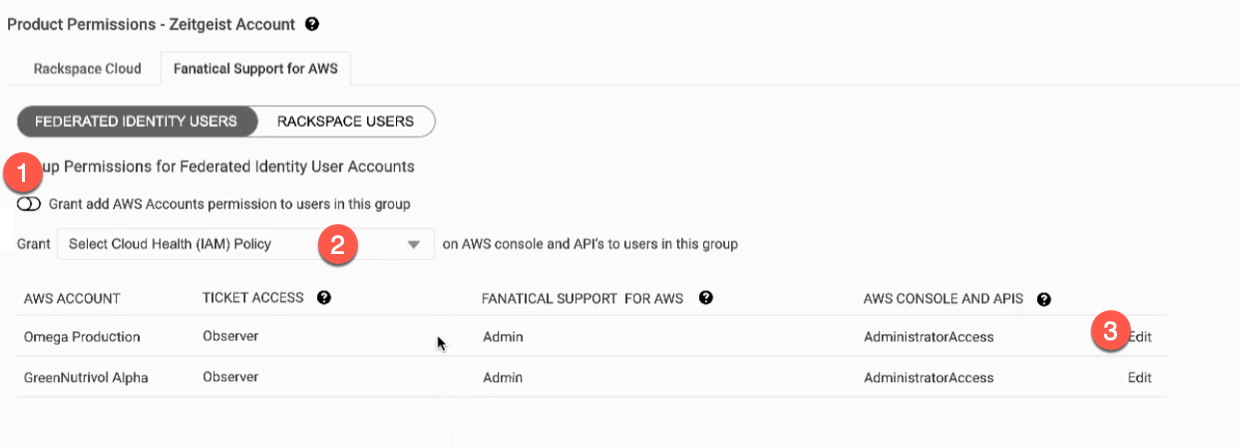 Product Permissions - Zeitgeist Account ?
Rackspace Cloud Fanatical Support for AWS
FEDERATED IDENTITY USERS RACKSPACE USERS
1 up Permissions for Federated Identity User Accounts
Grant add AWS Accounts permission to users in this group
Grant Select Cloud Health (IAM) Policy 2 on AWS console and API's to users in this group
AWS ACCOUNT TICKET ACCESS ? FANATICAL SUPPORT FOR AWS ? AWS CONSOLE AND APIS ?
Omega Production Observer Admin AdministratorAccess 3 Edit
GreenNutrivol Alpha Observer Admin AdministratorAccess Edit